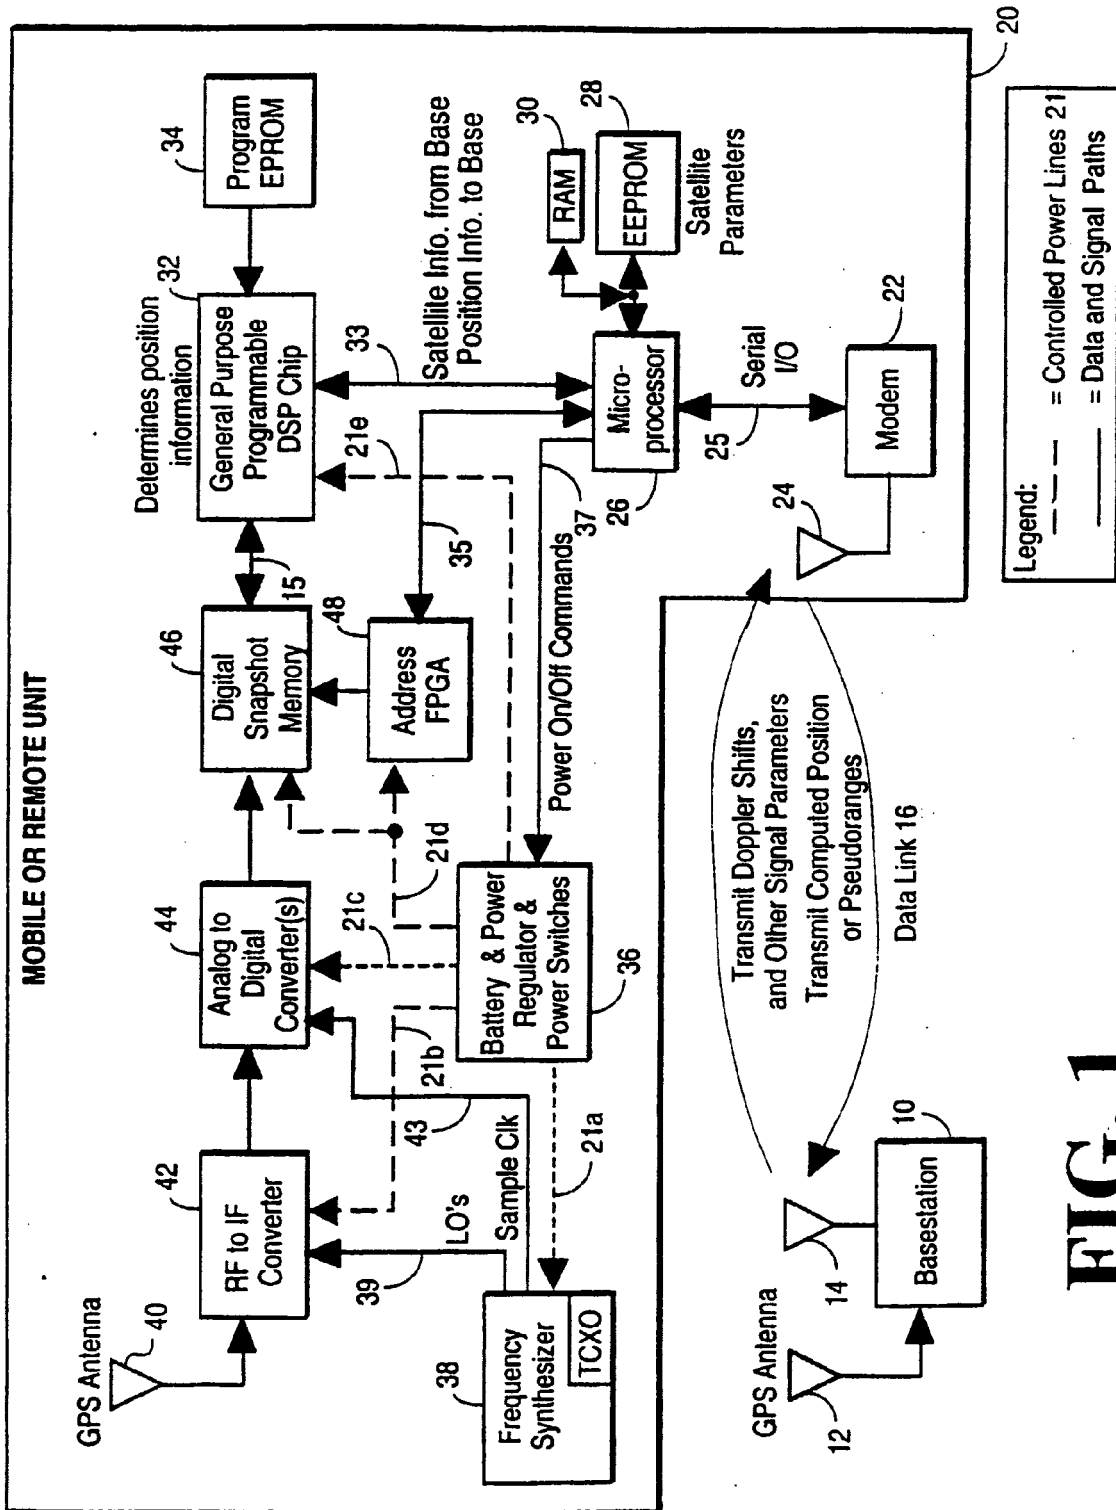 MOBILE OR REMOTE UNIT
GPS Antenna
40
42
RF to IF
Converter
44
Analog to
Digital
Converter(s)
46
Digital
Snapshot
Memory
15
Determines position
information
32
General Purpose
Programmable
DSP Chip
34
Program
EPROM
39
LO's
Sample Clk
43
21b
21c
21d
48
Address
FPGA
35
21e
33
Satellite Info. from Base
Position Info. to Base
38
Frequency
Synthesizer
TCXO
21a
Battery & Power
Regulator &
Power Switches
36
Power On/Off Commands
37
Micro-
processor
26
30
RAM
28
EEPROM
Satellite
Parameters
25
Serial
I/O
22
Modem
24
20
GPS Antenna
12
14
10
Basestation
Transmit Doppler Shifts,
and Other Signal Parameters
Transmit Computed Position
or Pseudoranges
Data Link 16
Legend:
= Controlled Power Lines 21
= Data and Signal Paths
FIG. 1